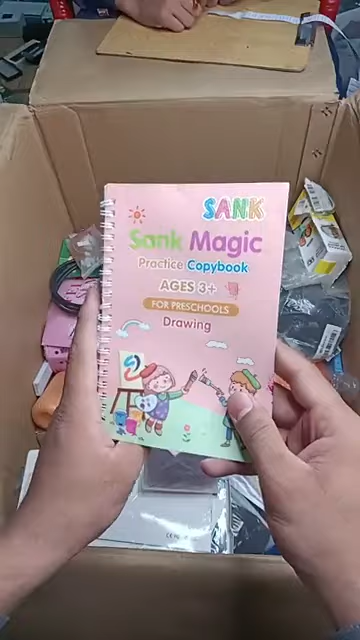 SANK
Sank Magic
Practice Copybook
AGES 3+
FOR PRESCHOOLS
Drawing